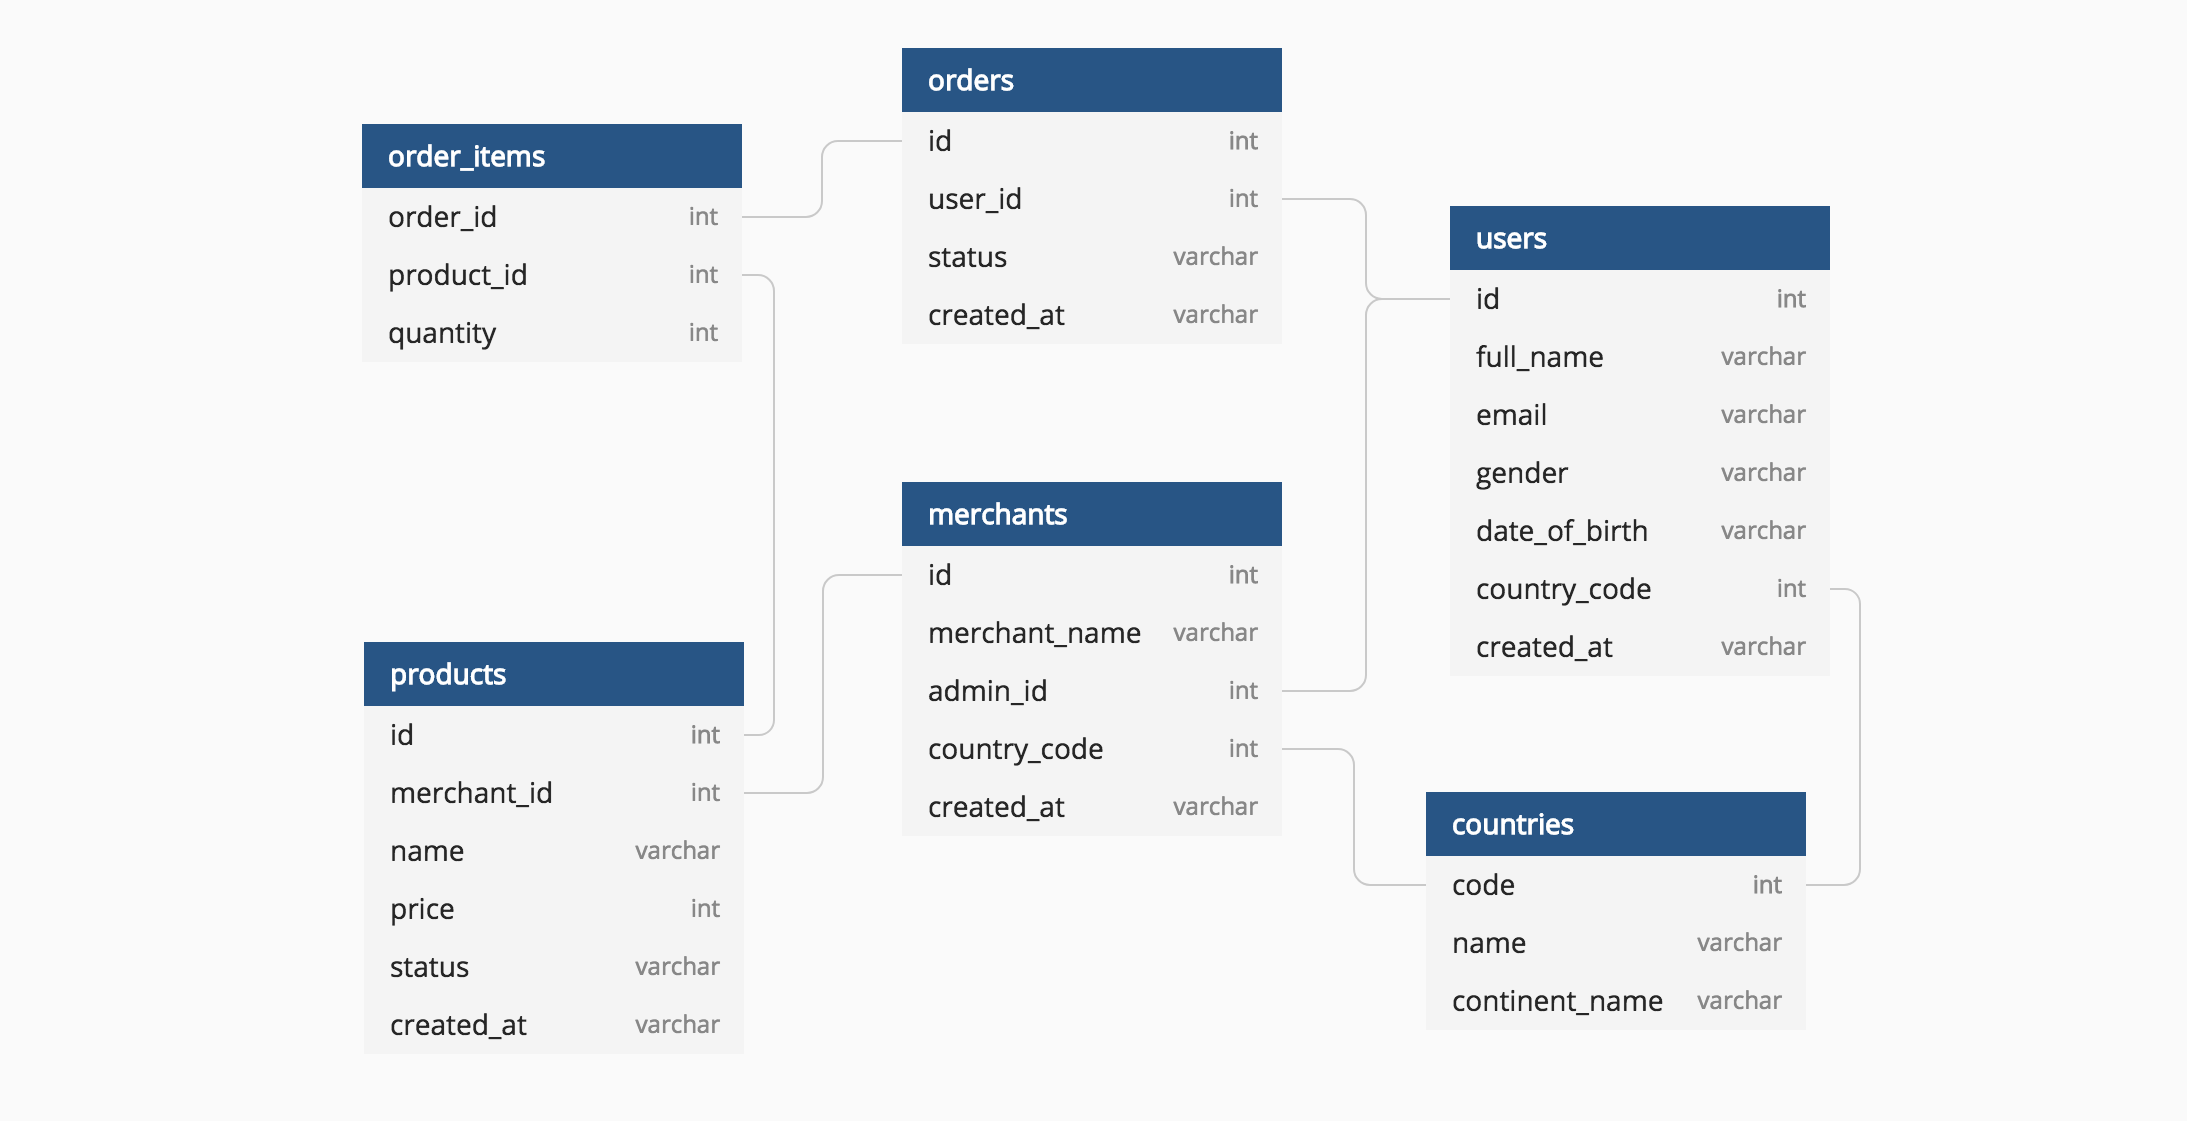 order_items
order_id int
product_id int
quantity int
orders
id int
user_id int
status varchar
created_at varchar
users
id int
full_name varchar
email varchar
gender varchar
date_of_birth varchar
country_code int
created_at varchar
merchants
id int
merchant_name varchar
admin_id int
country_code int
created_at varchar
products
id int
merchant_id int
name varchar
price int
status varchar
created_at varchar
countries
code int
name varchar
continent_name varchar